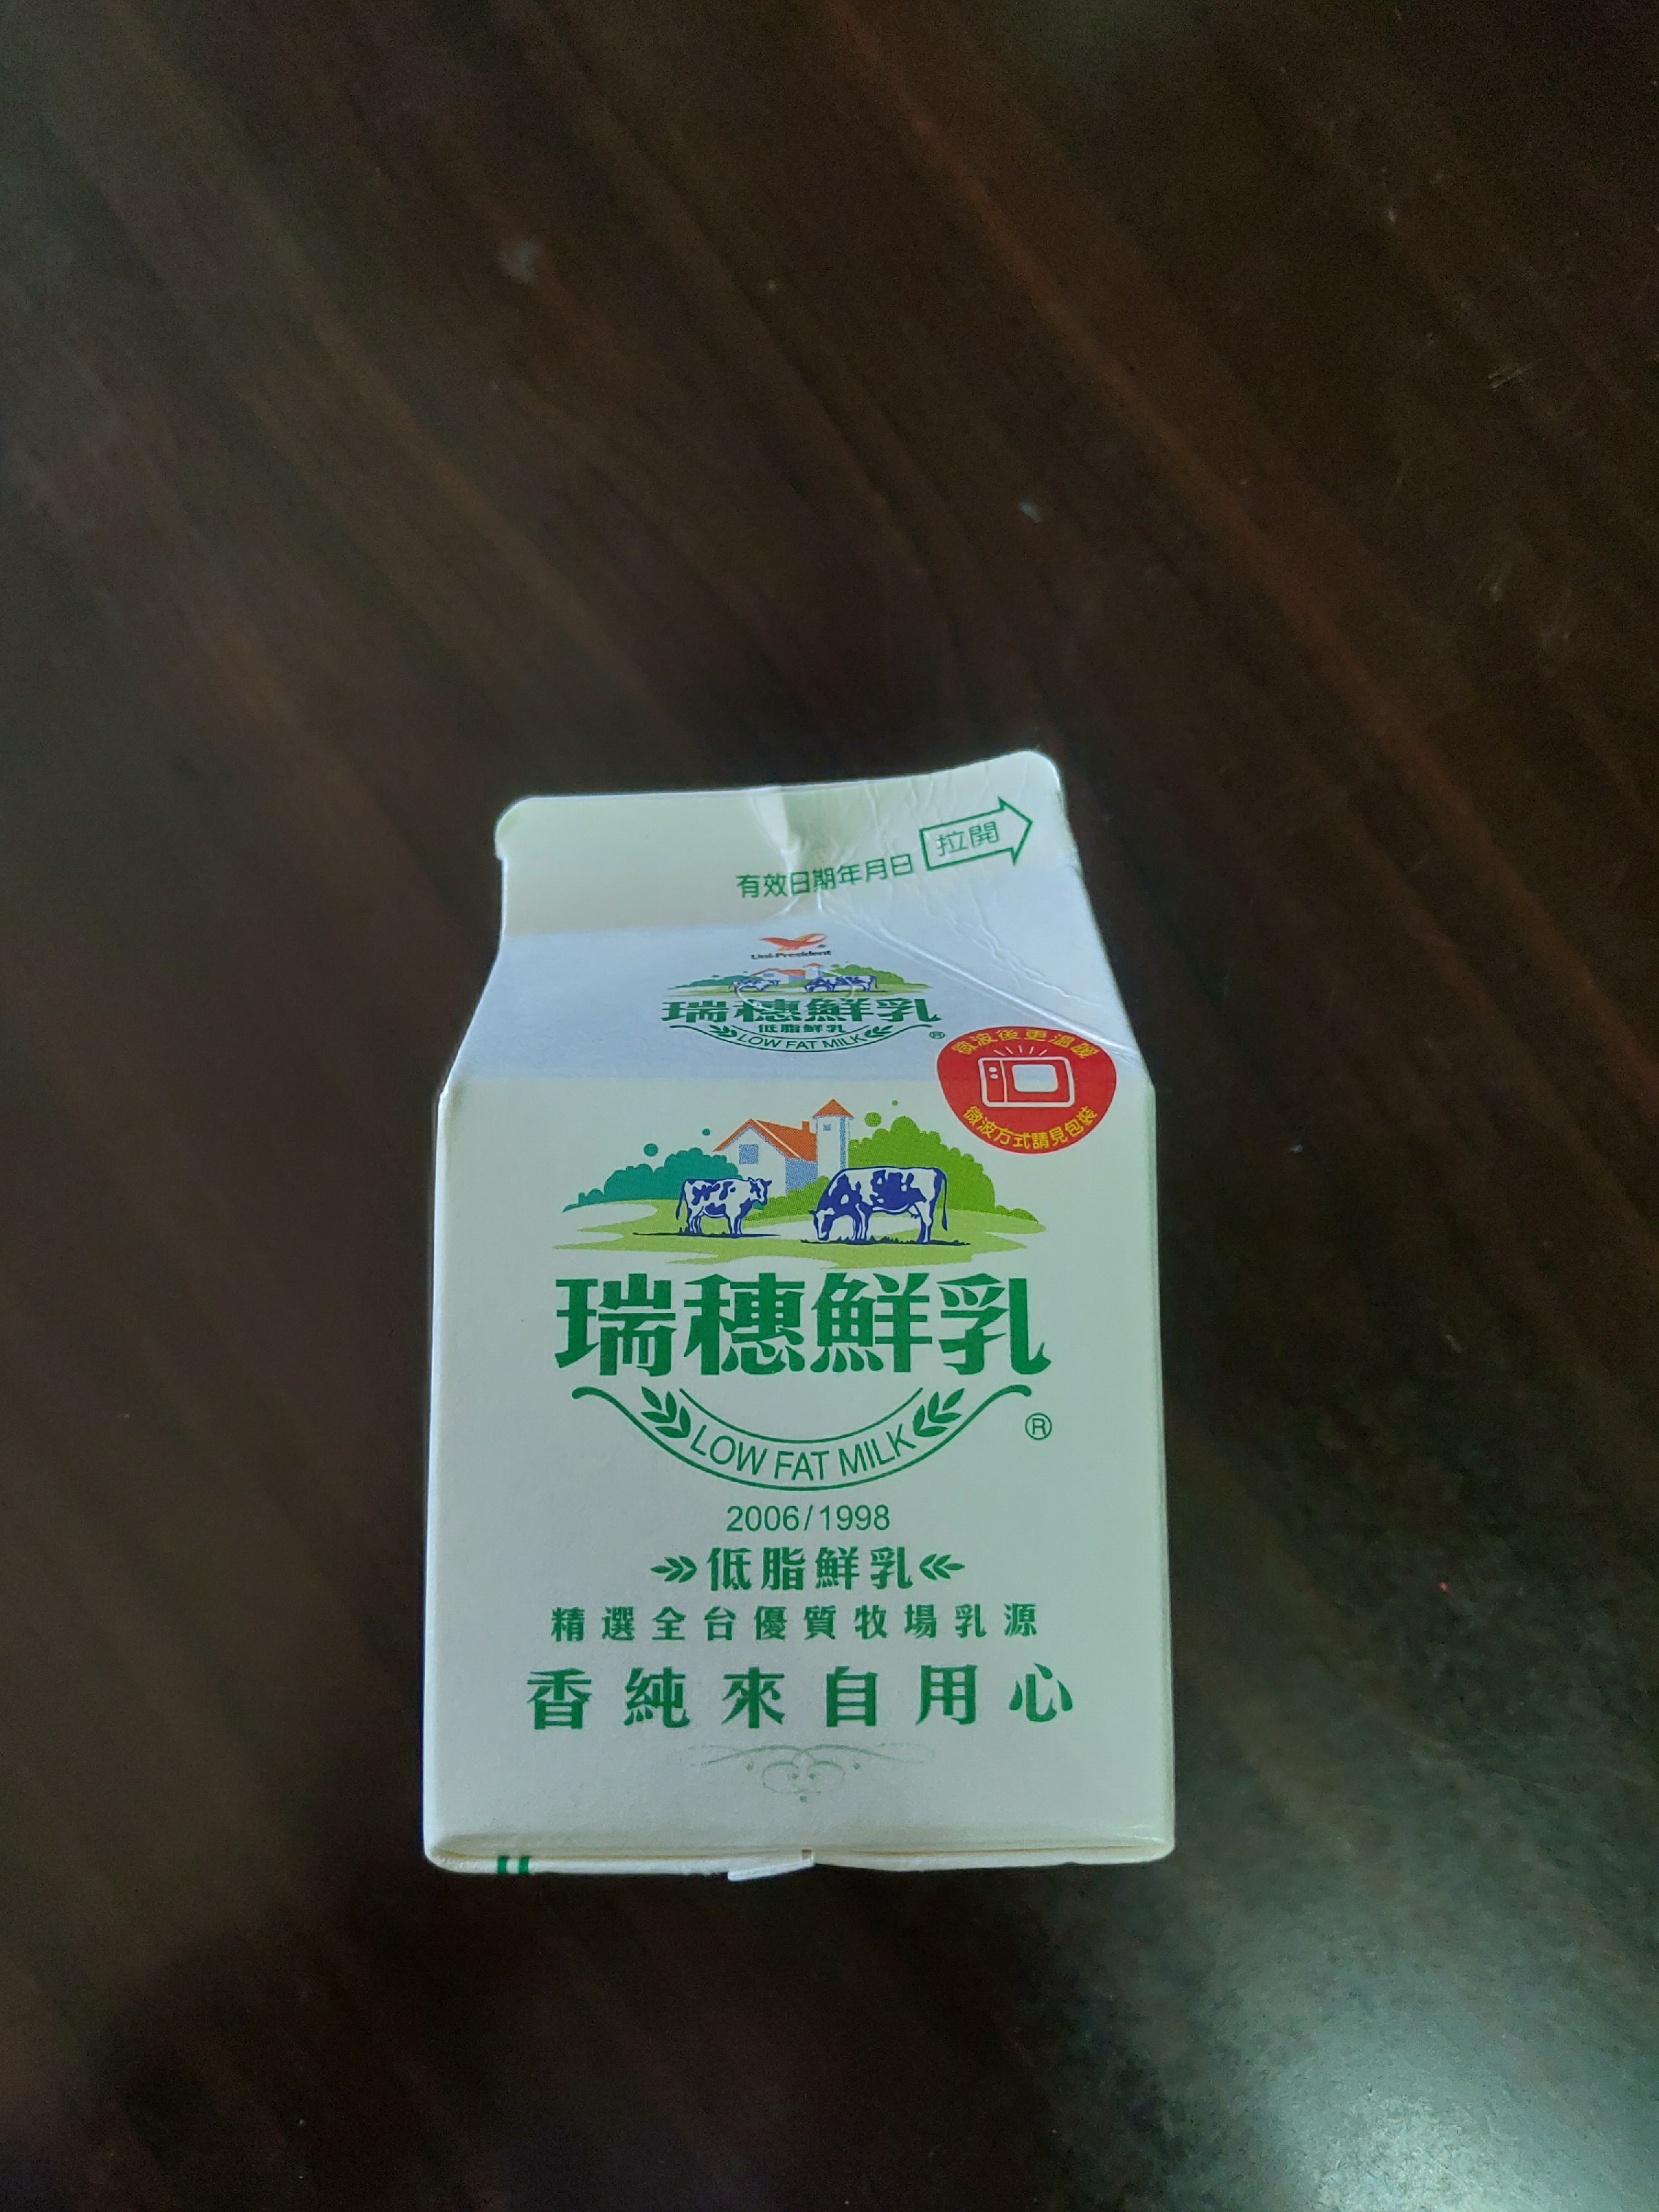 拉開
有效日期年月日
Uni-President
瑞穗鮮乳
低脂鮮乳
LOW FAT MILK
®
微波後更溫馨
微波方式請見包裝
瑞穗鮮乳
LOW FAT MILK
®
2006/1998
低脂鮮乳
精選全台優質牧場乳源
香純來自用心